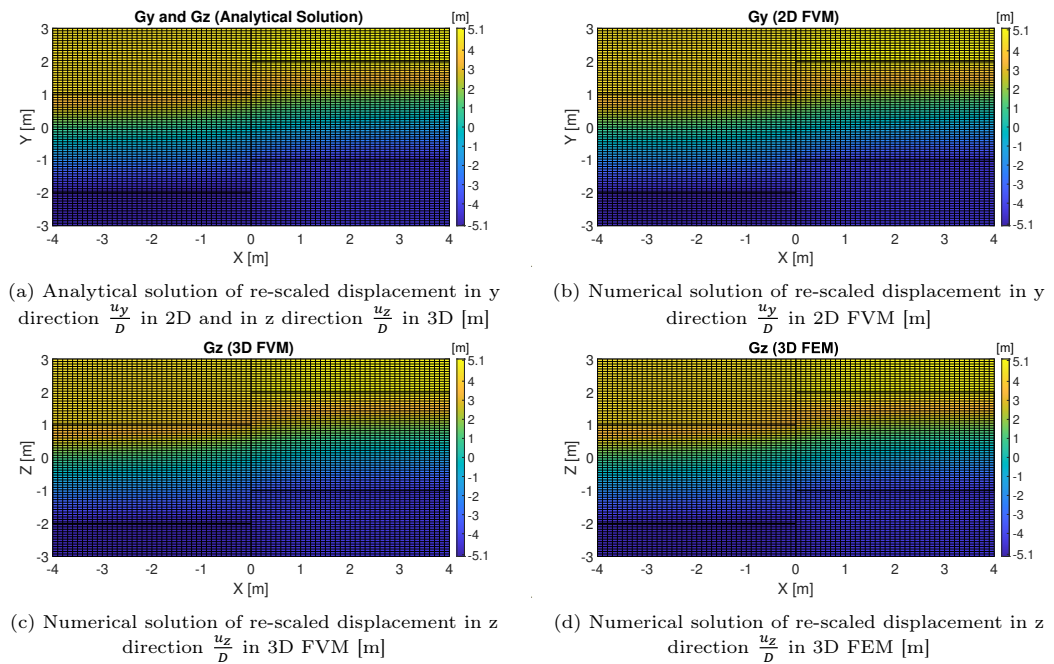 Gy and Gz (Analytical Solution)
[m]
Y [m]
3
2
1
0
-1
-2
-3
-4 -3 -2 -1 0 1 2 3 4
X [m]
5.1
4
3
2
1
0
-1
-2
-3
-4
-5.1
(a) Analytical solution of re-scaled displacement in y
direction u_y/D in 2D and in z direction u_z/D in 3D [m]
Gy (2D FVM)
[m]
Y [m]
3
2
1
0
-1
-2
-3
-4 -3 -2 -1 0 1 2 3 4
X [m]
5.1
4
3
2
1
0
-1
-2
-3
-4
-5.1
(b) Numerical solution of re-scaled displacement in y
direction u_y/D in 2D FVM [m]
Gz (3D FVM)
[m]
Z [m]
3
2
1
0
-1
-2
-3
-4 -3 -2 -1 0 1 2 3 4
X [m]
5.1
4
3
2
1
0
-1
-2
-3
-4
-5.1
(c) Numerical solution of re-scaled displacement in z
direction u_z/D in 3D FVM [m]
Gz (3D FEM)
[m]
Z [m]
3
2
1
0
-1
-2
-3
-4 -3 -2 -1 0 1 2 3 4
X [m]
5.1
4
3
2
1
0
-1
-2
-3
-4
-5.1
(d) Numerical solution of re-scaled displacement in z
direction u_z/D in 3D FEM [m]